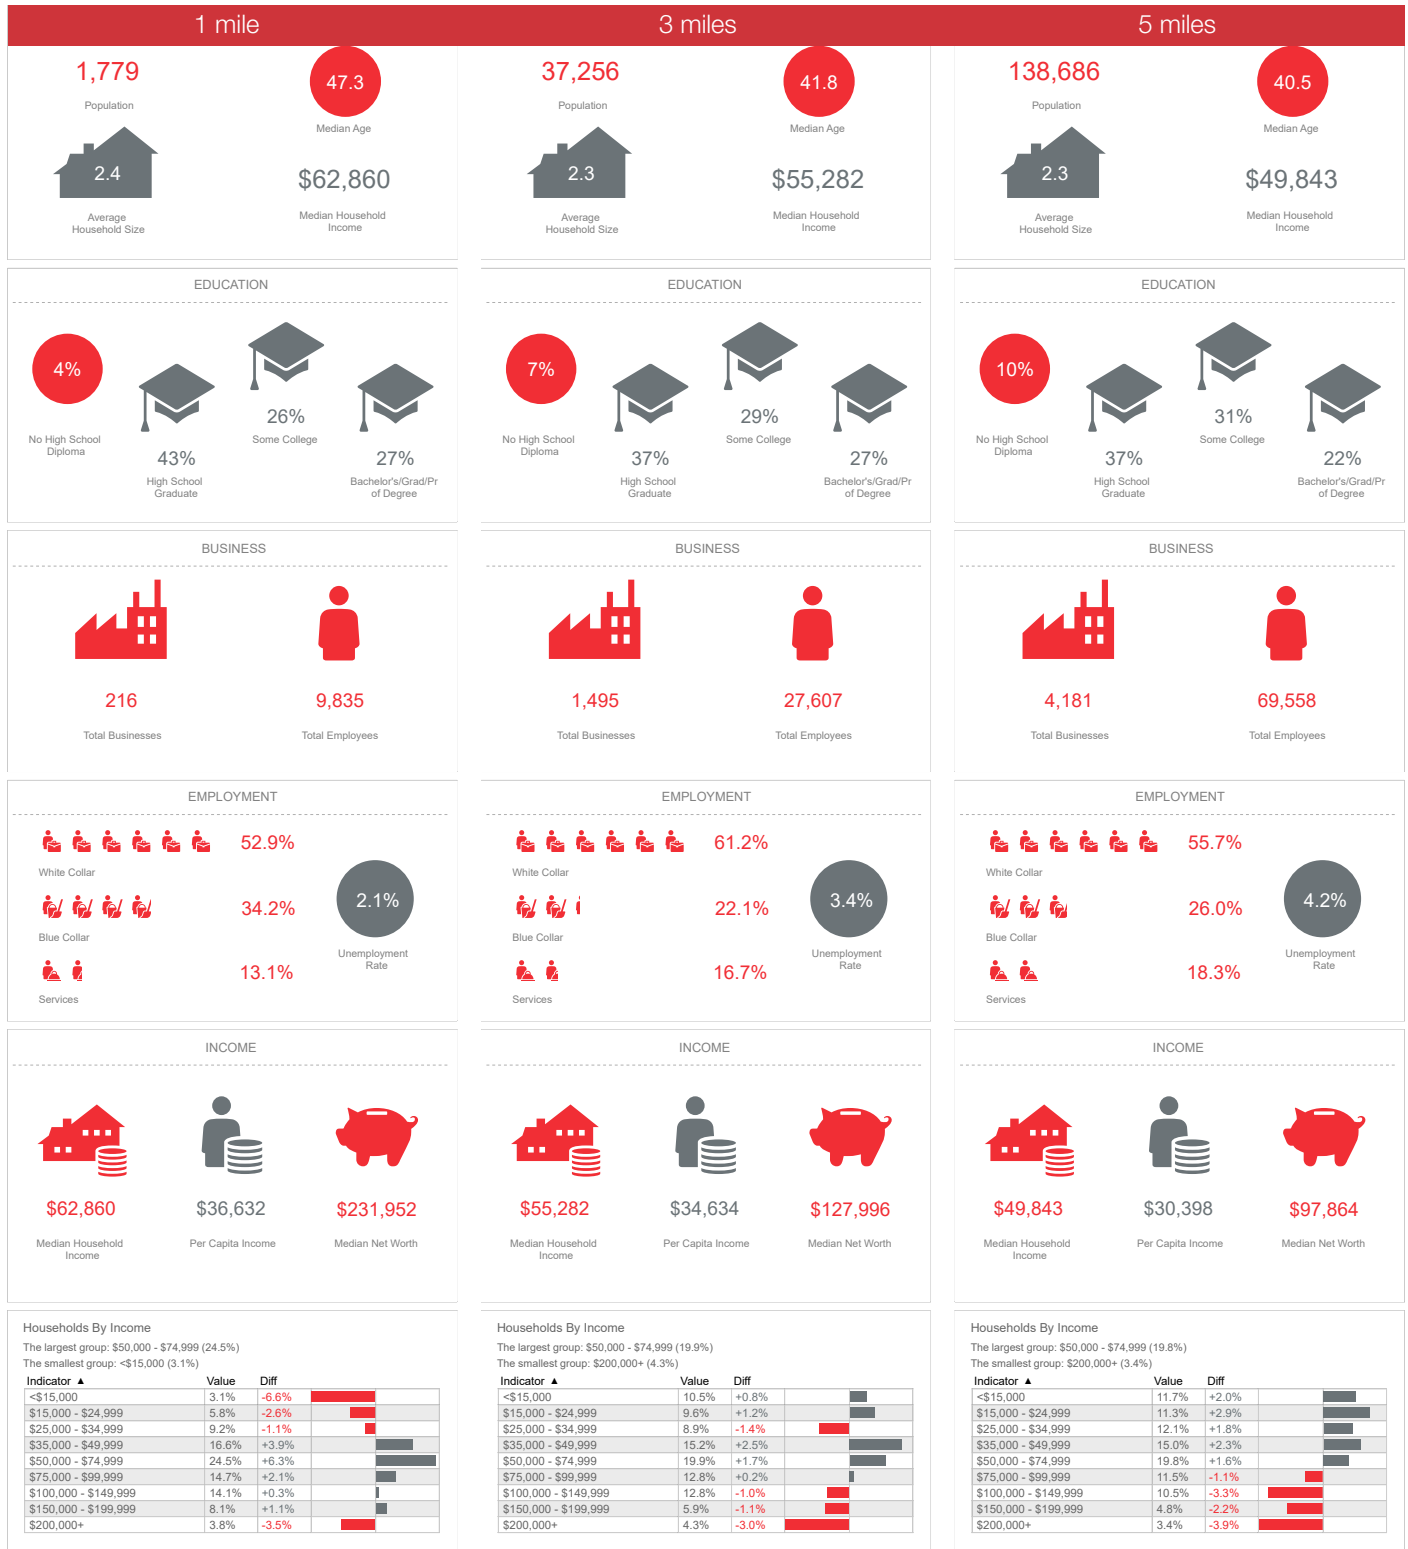 1 mile
3 miles
5 miles
1,779
Population
47.3
Median Age
2.4
Average
Household Size
$62,860
Median Household
Income
37,256
Population
41.8
Median Age
2.3
Average
Household Size
$55,282
Median Household
Income
138,686
Population
40.5
Median Age
2.3
Average
Household Size
$49,843
Median Household
Income
EDUCATION
4%
No High School
Diploma
43%
High School
Graduate
26%
Some College
27%
Bachelor's/Grad/Pr
of Degree
EDUCATION
7%
No High School
Diploma
37%
High School
Graduate
29%
Some College
27%
Bachelor's/Grad/Pr
of Degree
EDUCATION
10%
No High School
Diploma
37%
High School
Graduate
31%
Some College
22%
Bachelor's/Grad/Pr
of Degree
BUSINESS
216
Total Businesses
9,835
Total Employees
BUSINESS
1,495
Total Businesses
27,607
Total Employees
BUSINESS
4,181
Total Businesses
69,558
Total Employees
EMPLOYMENT
52.9%
White Collar
34.2%
Blue Collar
13.1%
Services
2.1%
Unemployment
Rate
EMPLOYMENT
61.2%
White Collar
22.1%
Blue Collar
16.7%
Services
3.4%
Unemployment
Rate
EMPLOYMENT
55.7%
White Collar
26.0%
Blue Collar
18.3%
Services
4.2%
Unemployment
Rate
INCOME
$62,860
Median Household
Income
$36,632
Per Capita Income
$231,952
Median Net Worth
INCOME
$55,282
Median Household
Income
$34,634
Per Capita Income
$127,996
Median Net Worth
INCOME
$49,843
Median Household
Income
$30,398
Per Capita Income
$97,864
Median Net Worth
Households By Income
The largest group: $50,000 - $74,999 (24.5%)
The smallest group: <$15,000 (3.1%)
Indicator ▲ Value Diff
<$15,000 3.1% -6.6%
$15,000 - $24,999 5.8% -2.6%
$25,000 - $34,999 9.2% -1.1%
$35,000 - $49,999 16.6% +3.9%
$50,000 - $74,999 24.5% +6.3%
$75,000 - $99,999 14.7% +2.1%
$100,000 - $149,999 14.1% +0.3%
$150,000 - $199,999 8.1% +1.1%
$200,000+ 3.8% -3.5%
Households By Income
The largest group: $50,000 - $74,999 (19.9%)
The smallest group: $200,000+ (4.3%)
Indicator ▲ Value Diff
<$15,000 10.5% +0.8%
$15,000 - $24,999 9.6% +1.2%
$25,000 - $34,999 8.9% -1.4%
$35,000 - $49,999 15.2% +2.5%
$50,000 - $74,999 19.9% +1.7%
$75,000 - $99,999 12.8% +0.2%
$100,000 - $149,999 12.8% -1.0%
$150,000 - $199,999 5.9% -1.1%
$200,000+ 4.3% -3.0%
Households By Income
The largest group: $50,000 - $74,999 (19.8%)
The smallest group: $200,000+ (3.4%)
Indicator ▲ Value Diff
<$15,000 11.7% +2.0%
$15,000 - $24,999 11.3% +2.9%
$25,000 - $34,999 12.1% +1.8%
$35,000 - $49,999 15.0% +2.3%
$50,000 - $74,999 19.8% +1.6%
$75,000 - $99,999 11.5% -1.1%
$100,000 - $149,999 10.5% -3.3%
$150,000 - $199,999 4.8% -2.2%
$200,000+ 3.4% -3.9%